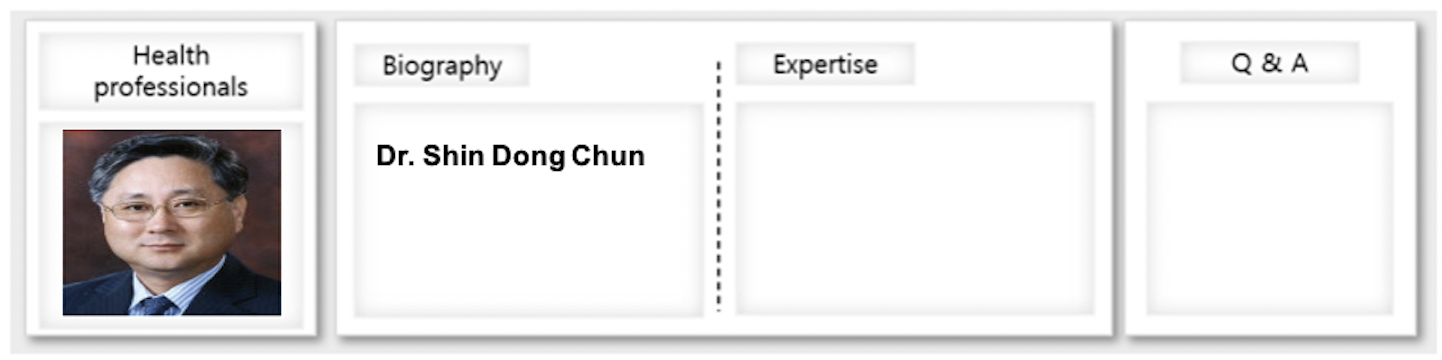 Health
professionals
Biography
Dr. Shin Dong Chun
Expertise
Q & A